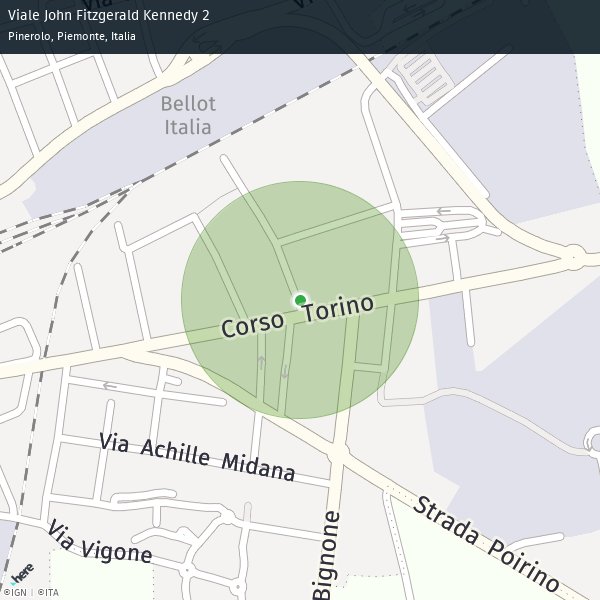 Viale John Fitzgerald Kennedy 2
Pinerolo, Piemonte, Italia
Via
Bellot
Italia
Corso Torino
Via Achille Midana
Strada Poirino
Bignone
Via Vigone
here
©IGN | ©ITA